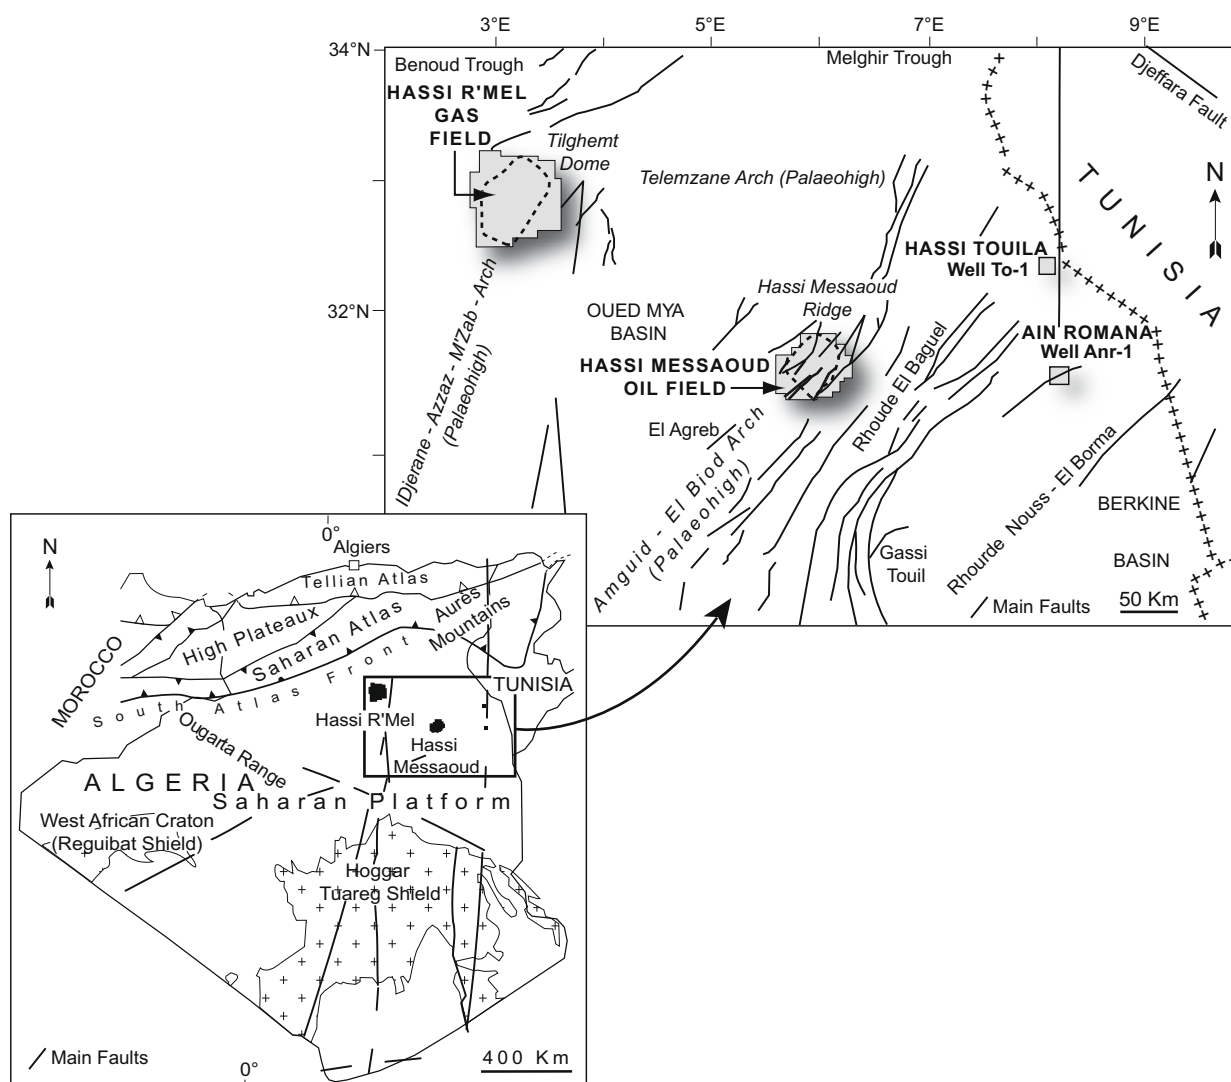 3°E
5°E
7°E
9°E
34°N
32°N
Benoud Trough
HASSI R'MEL
GAS
FIELD
Tilghemt
Dome
Melghir Trough
Djeffara Fault
N
TUNISIA
Telemzane Arch (Palaeohigh)
HASSI TOUILA
Well To-1
Hassi Messaoud
Ridge
OUED MYA
BASIN
AIN ROMANA
Well Anr-1
HASSI MESSAOUD
OIL FIELD
Rhoude El Baguel
IDjerane - Azzaz - M'Zab - Arch
(Palaeohigh)
El Agreb
Amguid - El Biod Arch
(Palaeohigh)
Rhourde Nouss - El Borma
BERKINE
BASIN
Gassi
Touil
Main Faults
50 Km
0°
N
Algiers
Tellian Atlas
High Plateaux
Saharan Atlas
Aurès
Mountains
MOROCCO
South Atlas Front
TUNISIA
Hassi R'Mel
Hassi
Messaoud
Ougarta Range
ALGERIA
Saharan Platform
West African Craton
(Reguibat Shield)
Hoggar
Tuareg Shield
Main Faults
0°
400 Km